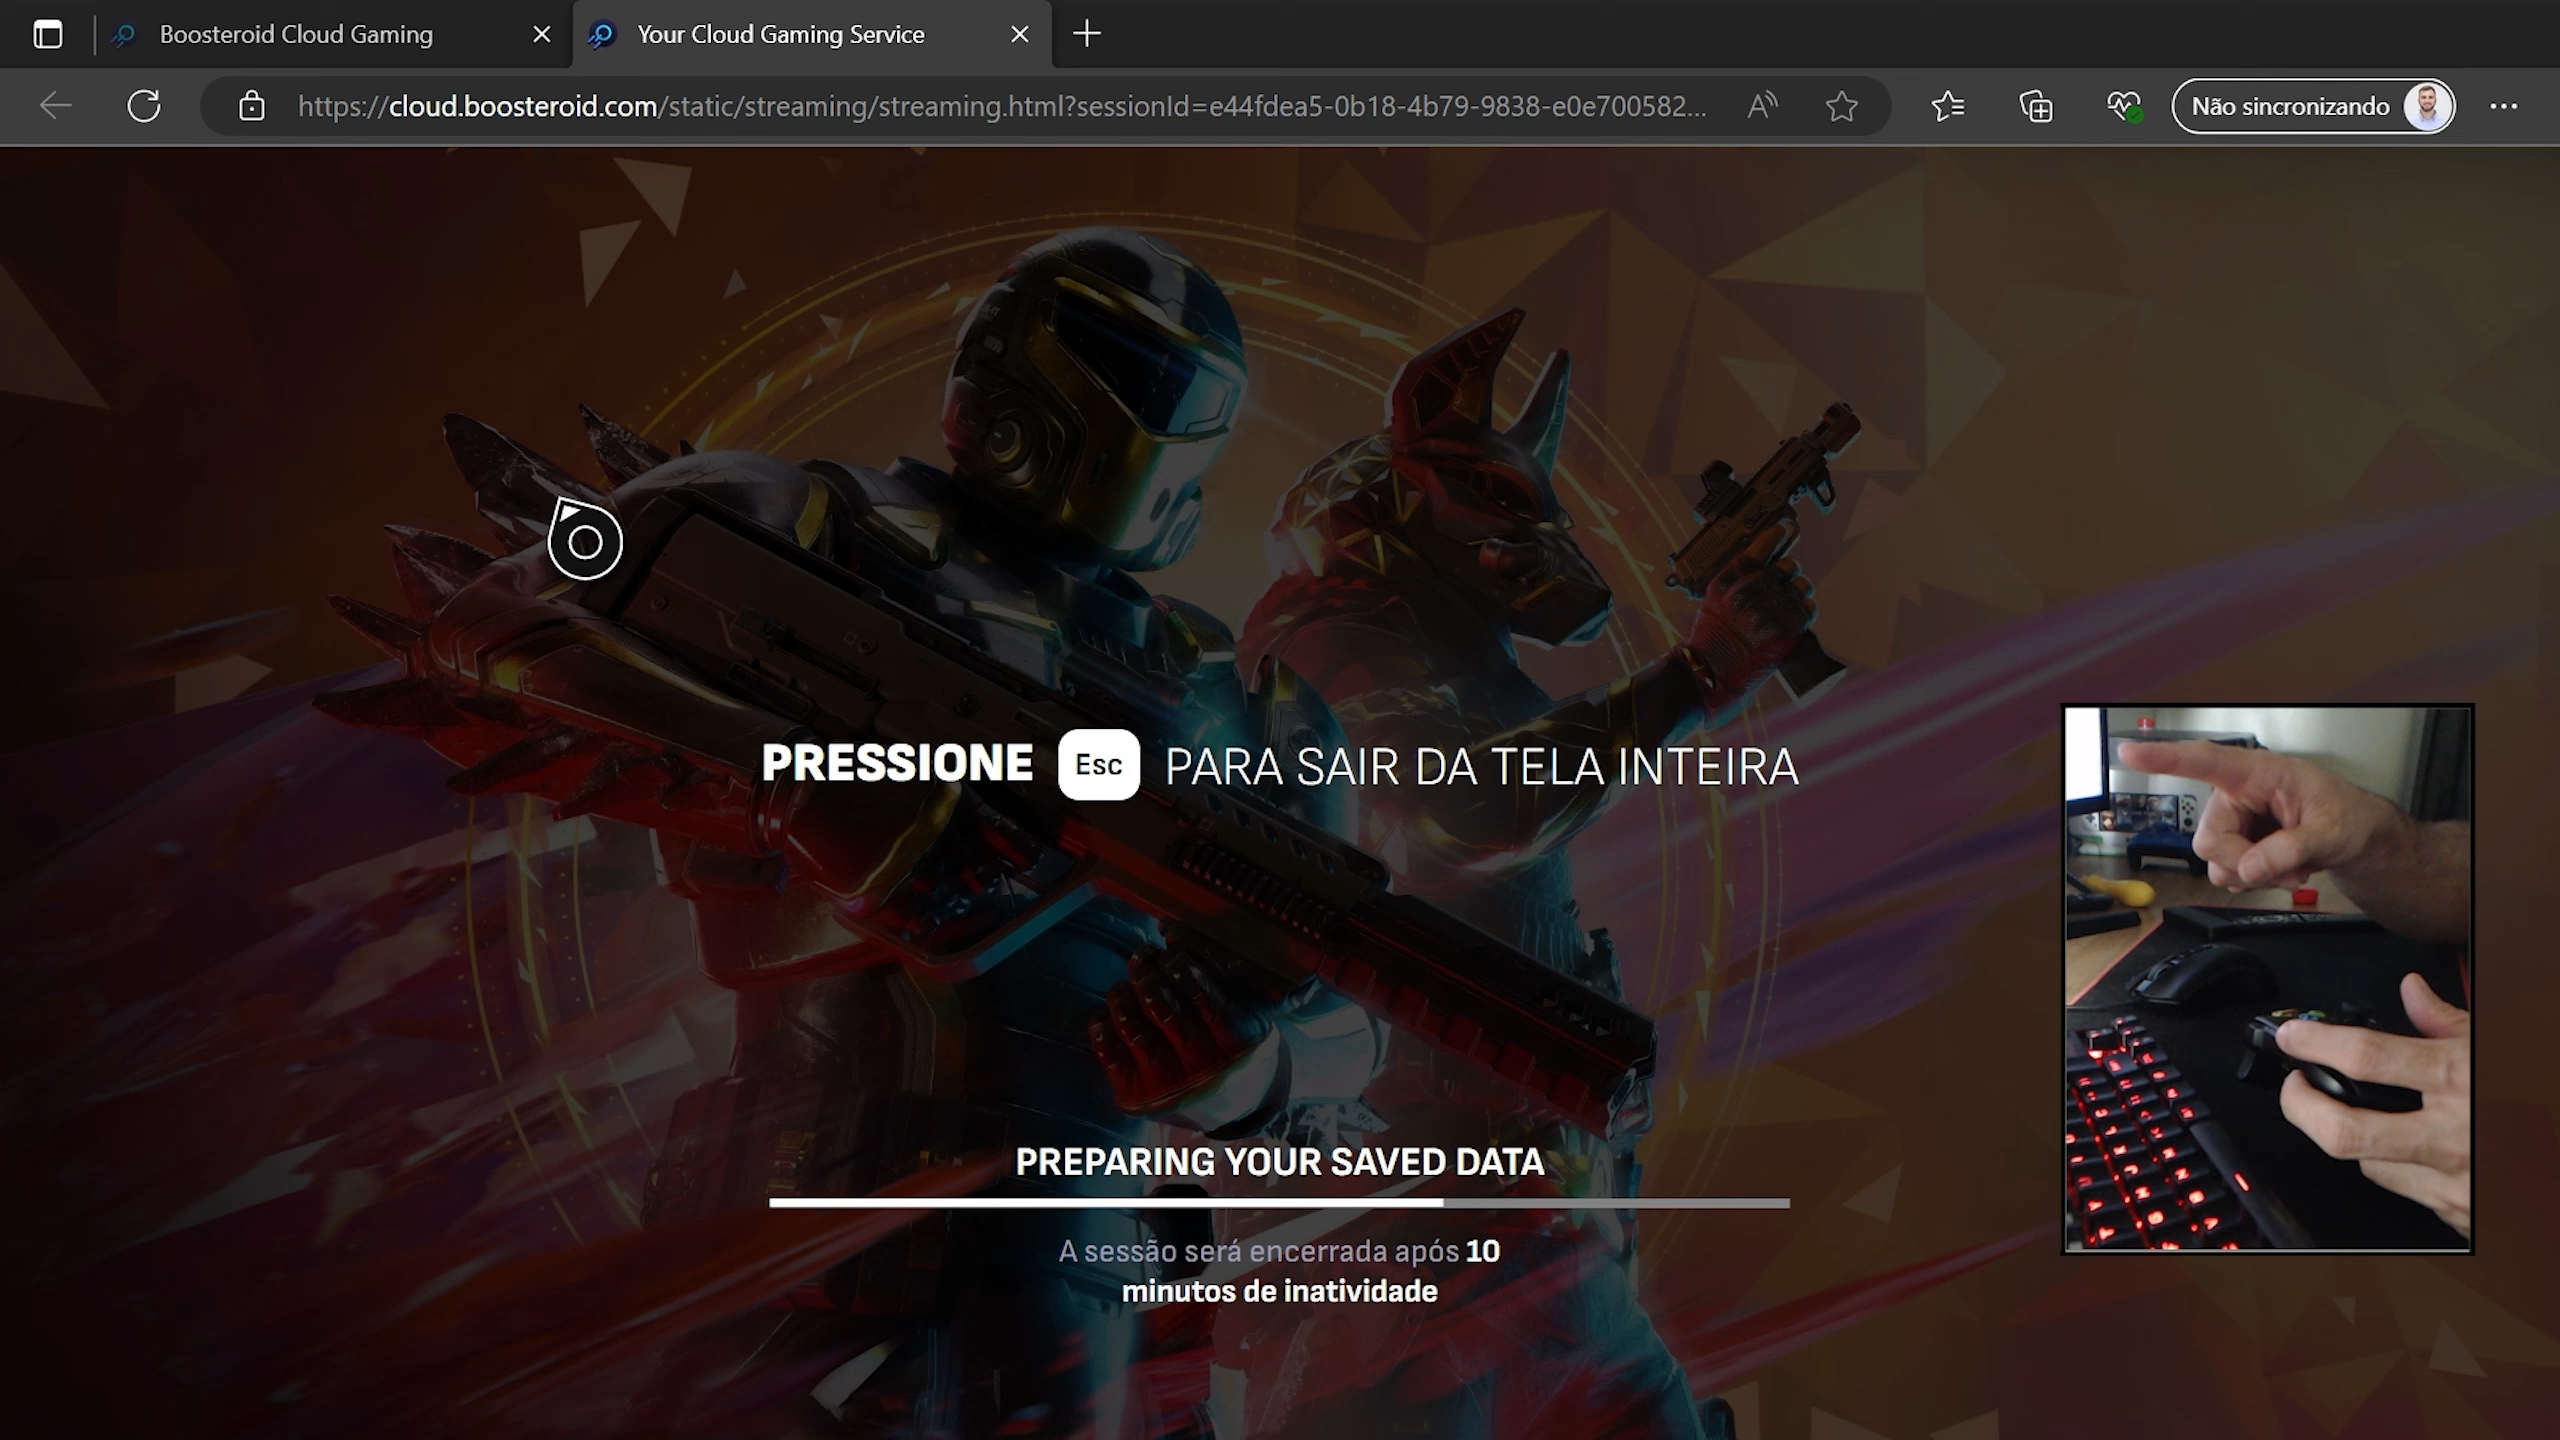 Boosteroid Cloud Gaming
Your Cloud Gaming Service
https://cloud.boosteroid.com/static/streaming/streaming.html?sessionId=e44fdea5-0b18-4b79-9838-e0e700582...
Não sincronizando
PRESSIONE Esc PARA SAIR DA TELA INTEIRA
PREPARING YOUR SAVED DATA
A sessão será encerrada após 10
minutos de inatividade